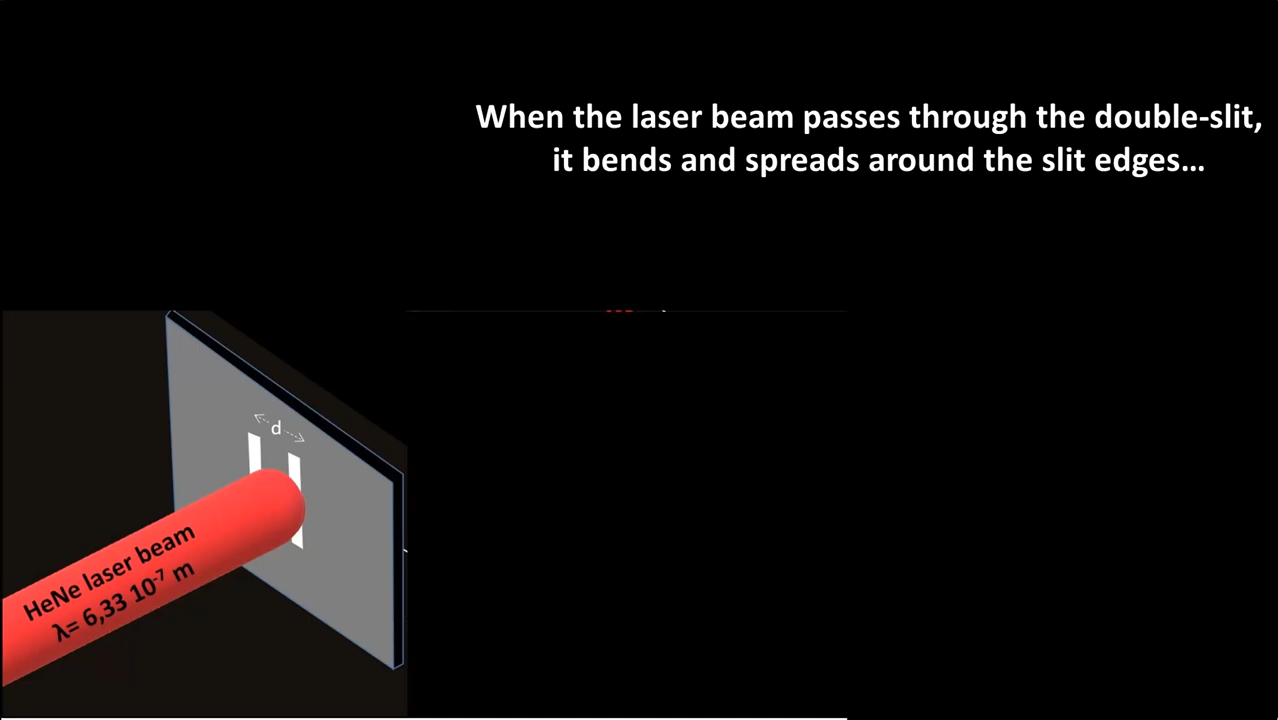 When the laser beam passes through the double-slit,
it bends and spreads around the slit edges…
d
HeNe laser beam
λ= 6,33 10⁻⁷ m